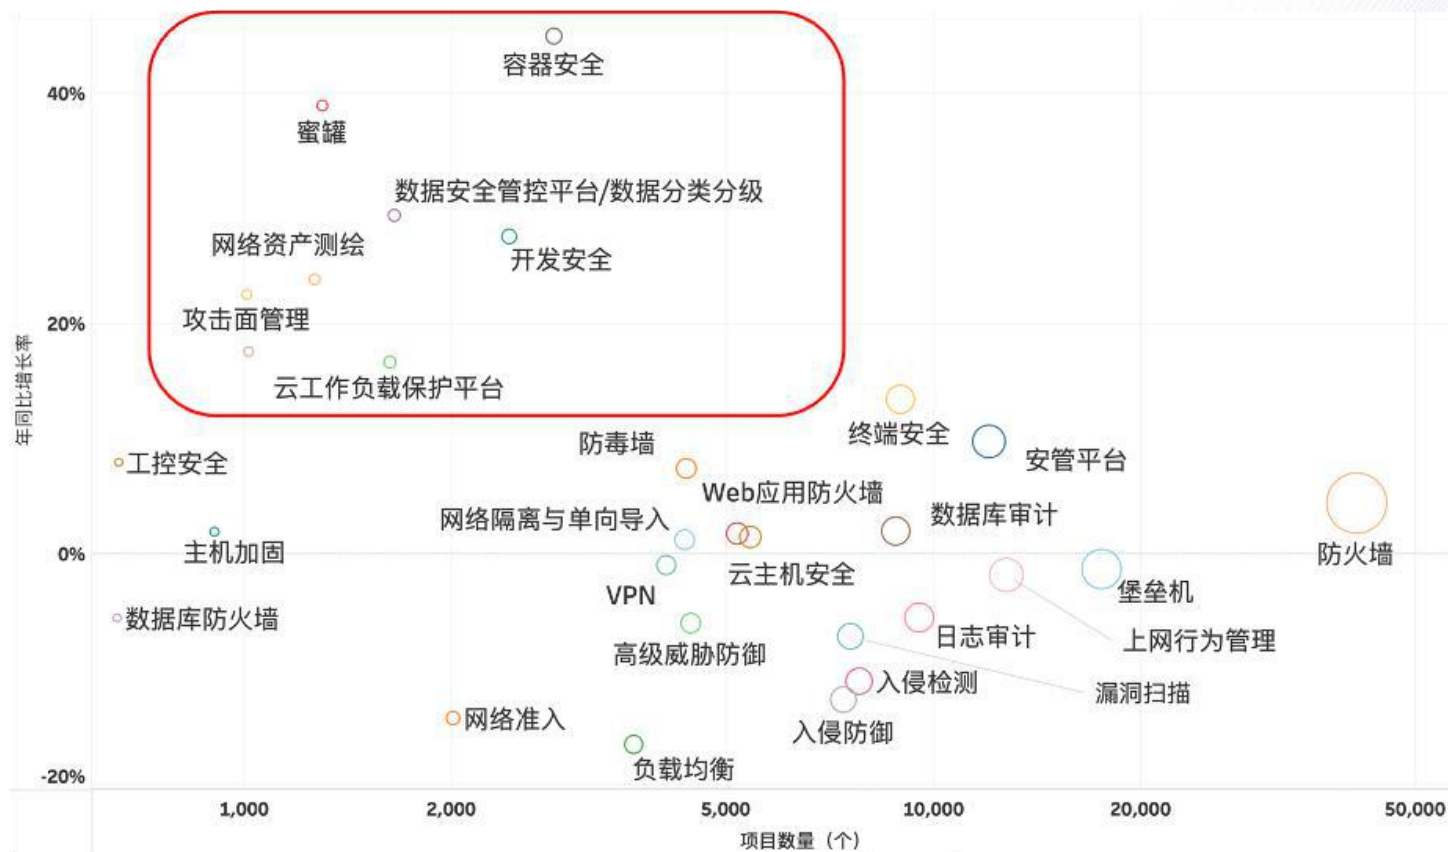 容器安全
40%
蜜罐
数据安全管控平台/数据分类分级
网络资产测绘
开发安全
攻击面管理
20%
年同比增长率
云工作负载保护平台
终端安全
防毒墙
安管平台
工控安全
Web应用防火墙
数据库审计
网络隔离与单向导入
主机加固
0%
防火墙
云主机安全
VPN
堡垒机
数据库防火墙
日志审计
上网行为管理
高级威胁防御
入侵检测
漏洞扫描
网络准入
入侵防御
负载均衡
-20%
1,000
2,000
5,000
10,000
20,000
50,000
项目数量（个）